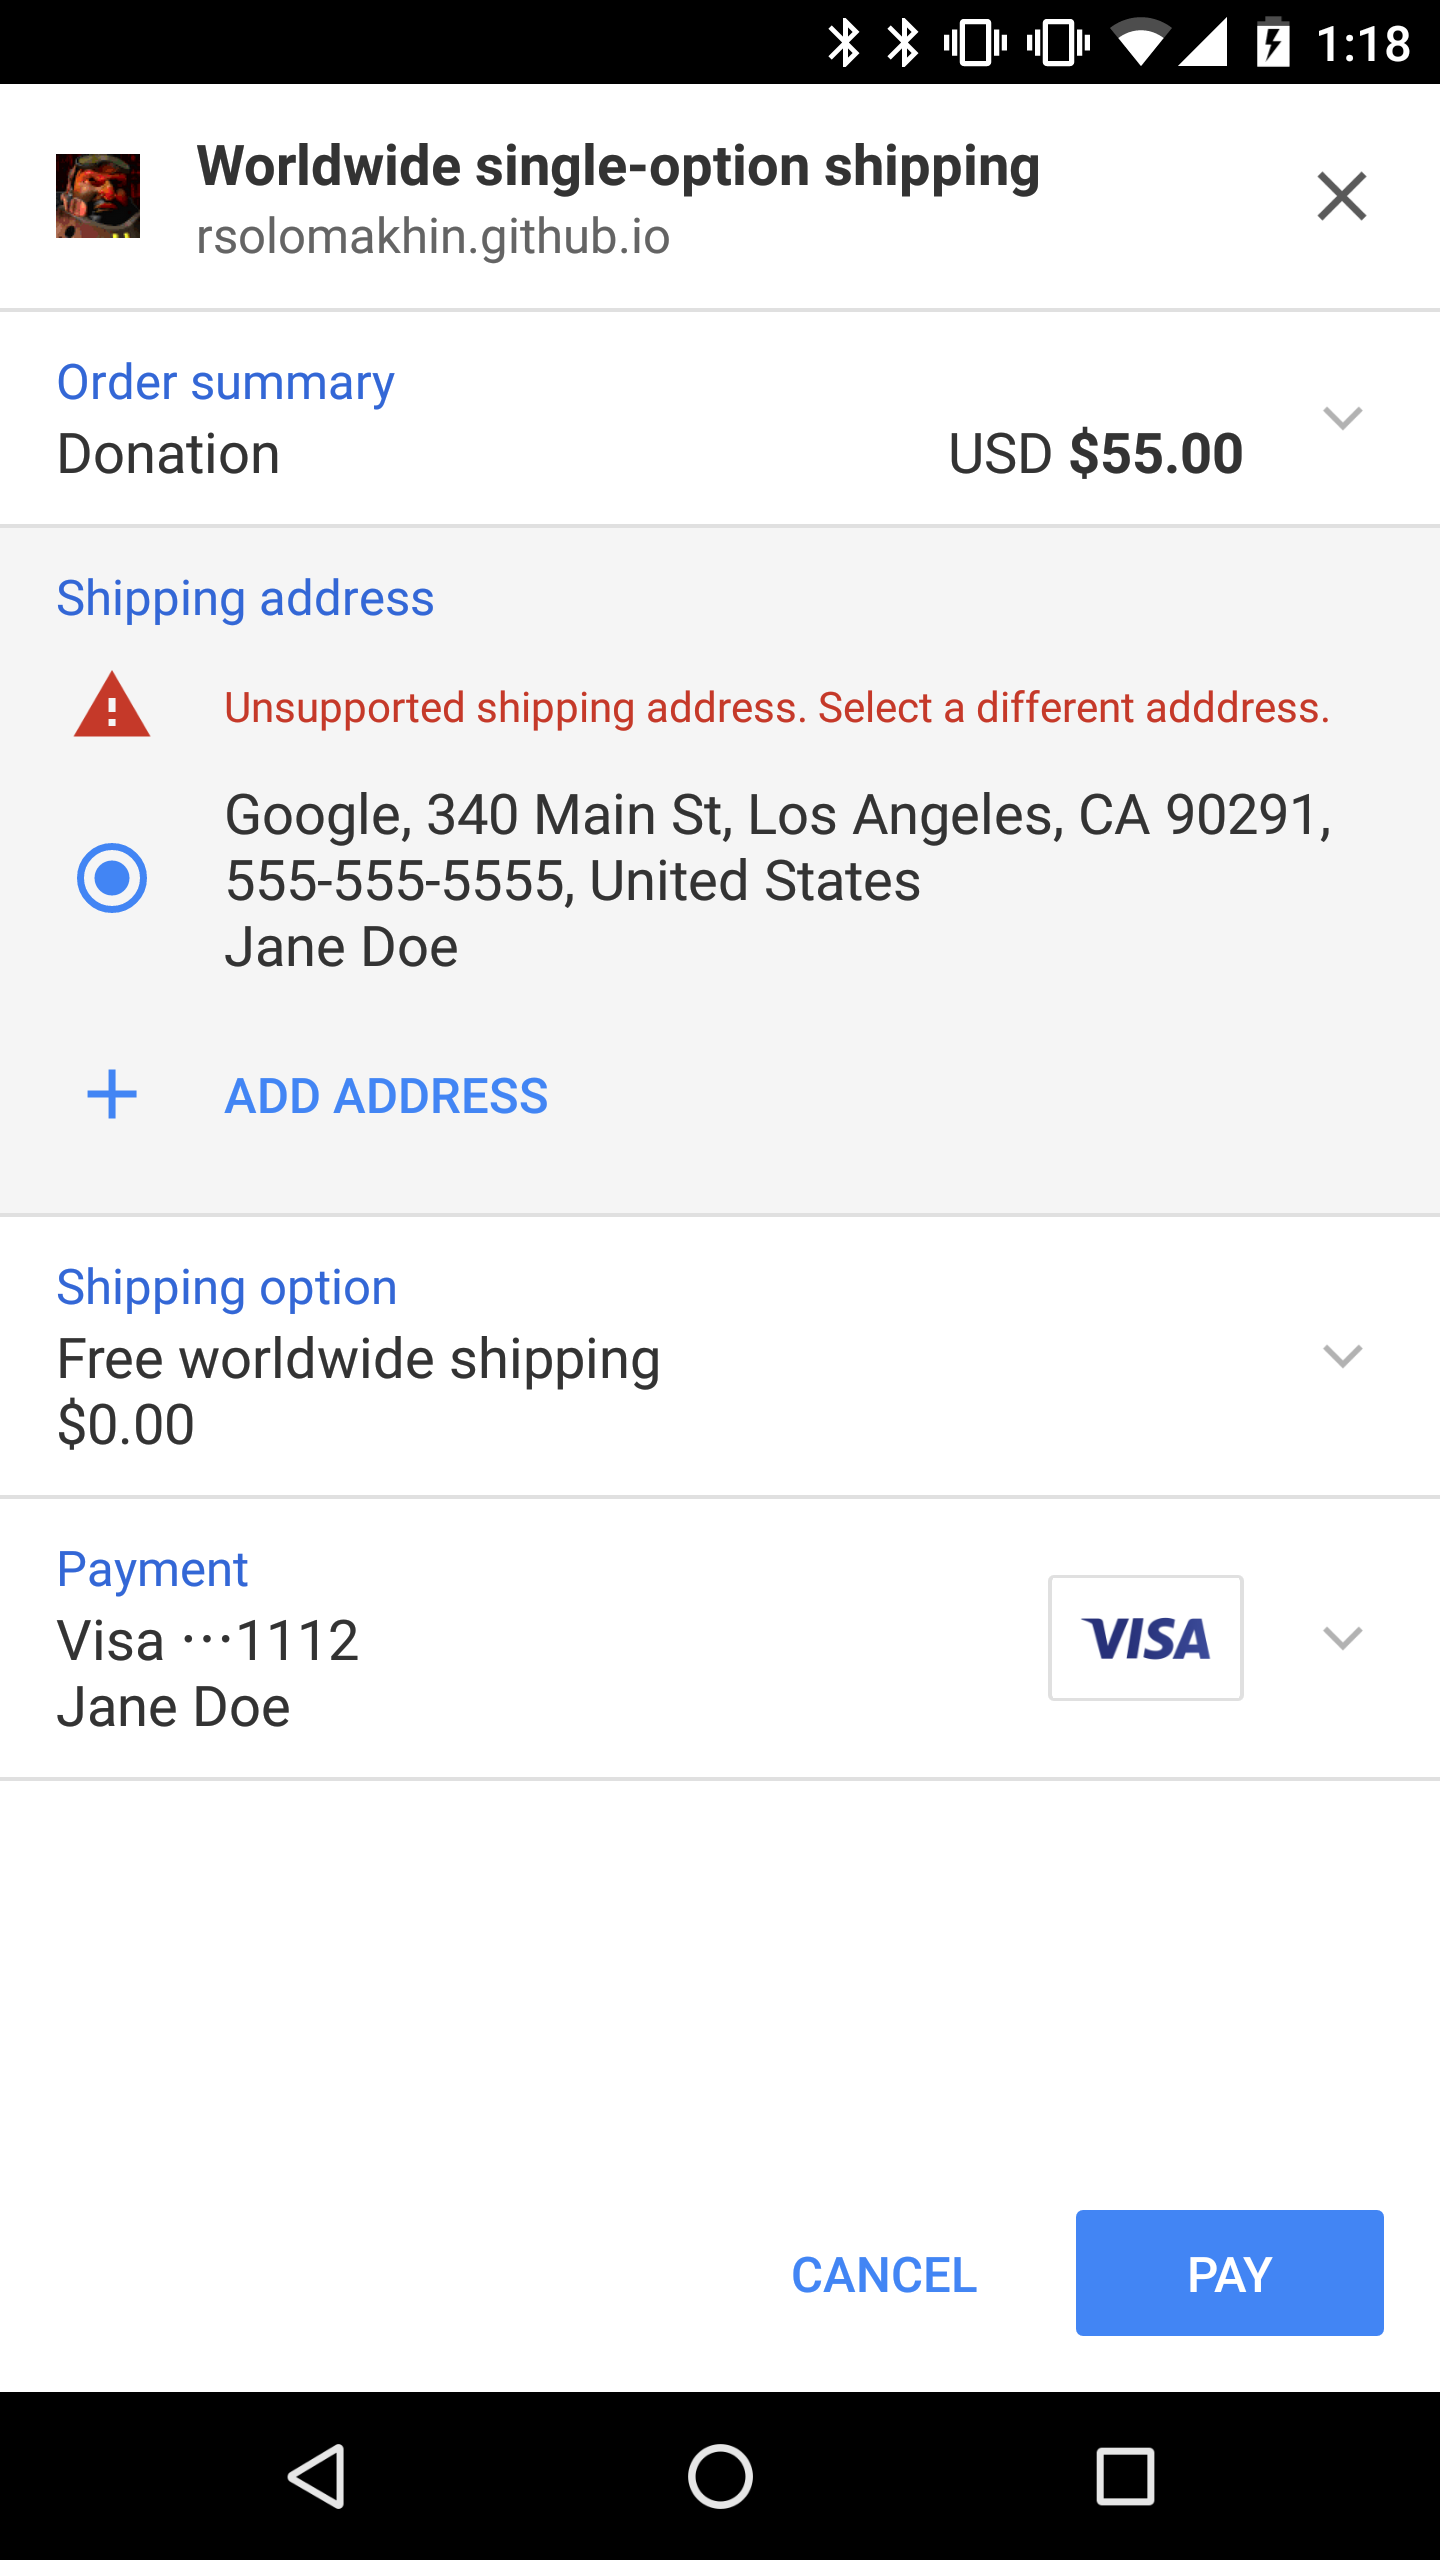 1:18
Worldwide single-option shipping
rsolomakhin.github.io
Order summary
Donation USD $55.00
Shipping address
Unsupported shipping address. Select a different adddress.
Google, 340 Main St, Los Angeles, CA 90291,
555-555-5555, United States
Jane Doe
ADD ADDRESS
Shipping option
Free worldwide shipping
$0.00
Payment
Visa ···1112
VISA
Jane Doe
CANCEL PAY